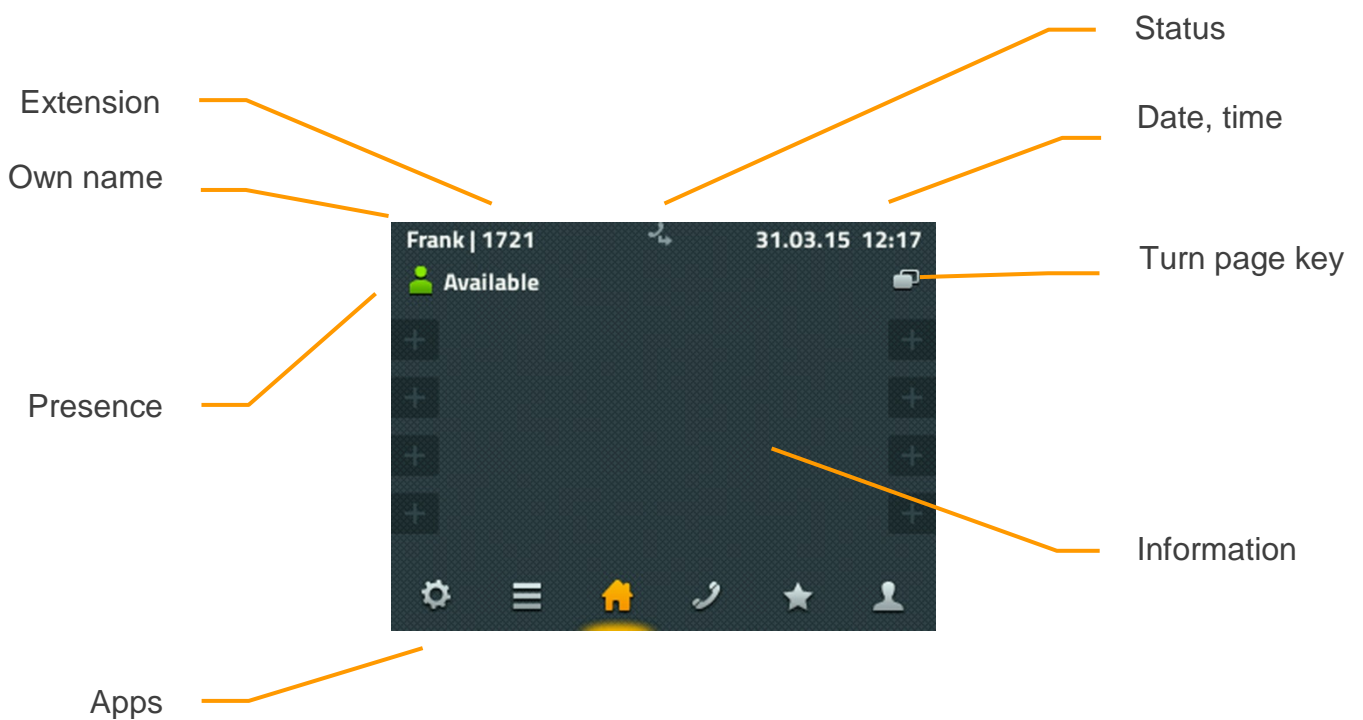 Status
Extension
Date, time
Own name
Frank | 1721
31.03.15 12:17
Turn page key
Available
Presence
Information
Apps